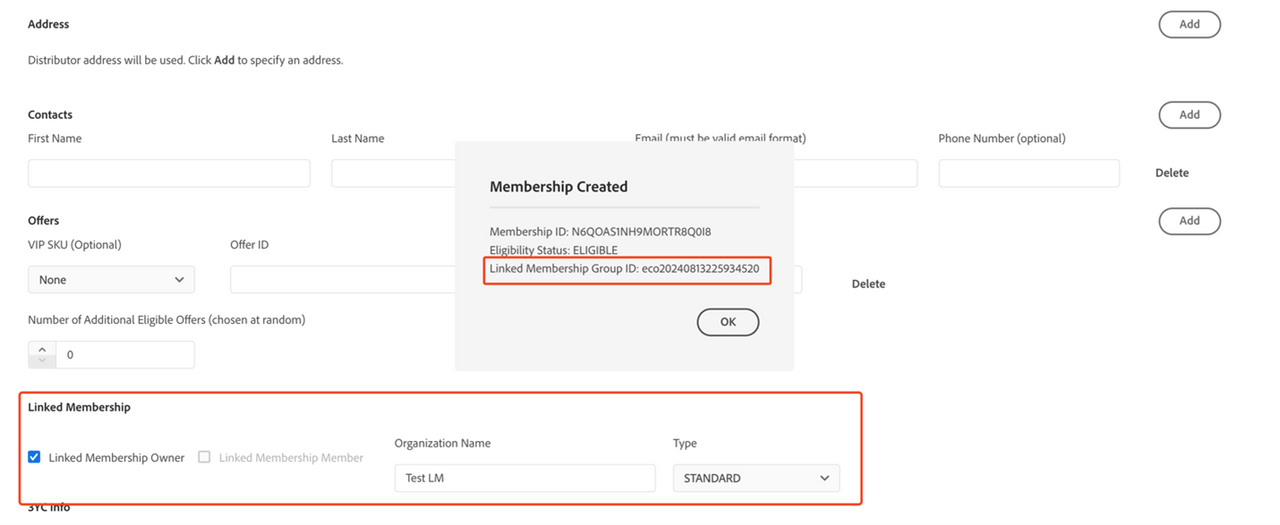 Address
Add
Distributor address will be used. Click Add to specify an address.
Contacts
Add
First Name
Last Name
Email (must be valid email format)
Phone Number (optional)
Delete
Membership Created
Membership ID: N6QOAS1NH9MORTR8Q0I8
Eligibility Status: ELIGIBLE
Linked Membership Group ID: eco20240813225934520
OK
Offers
Add
VIP SKU (Optional)
Offer ID
None
Delete
Number of Additional Eligible Offers (chosen at random)
0
Linked Membership
Linked Membership Owner
Linked Membership Member
Organization Name
Type
Test LM
STANDARD
3YC Info